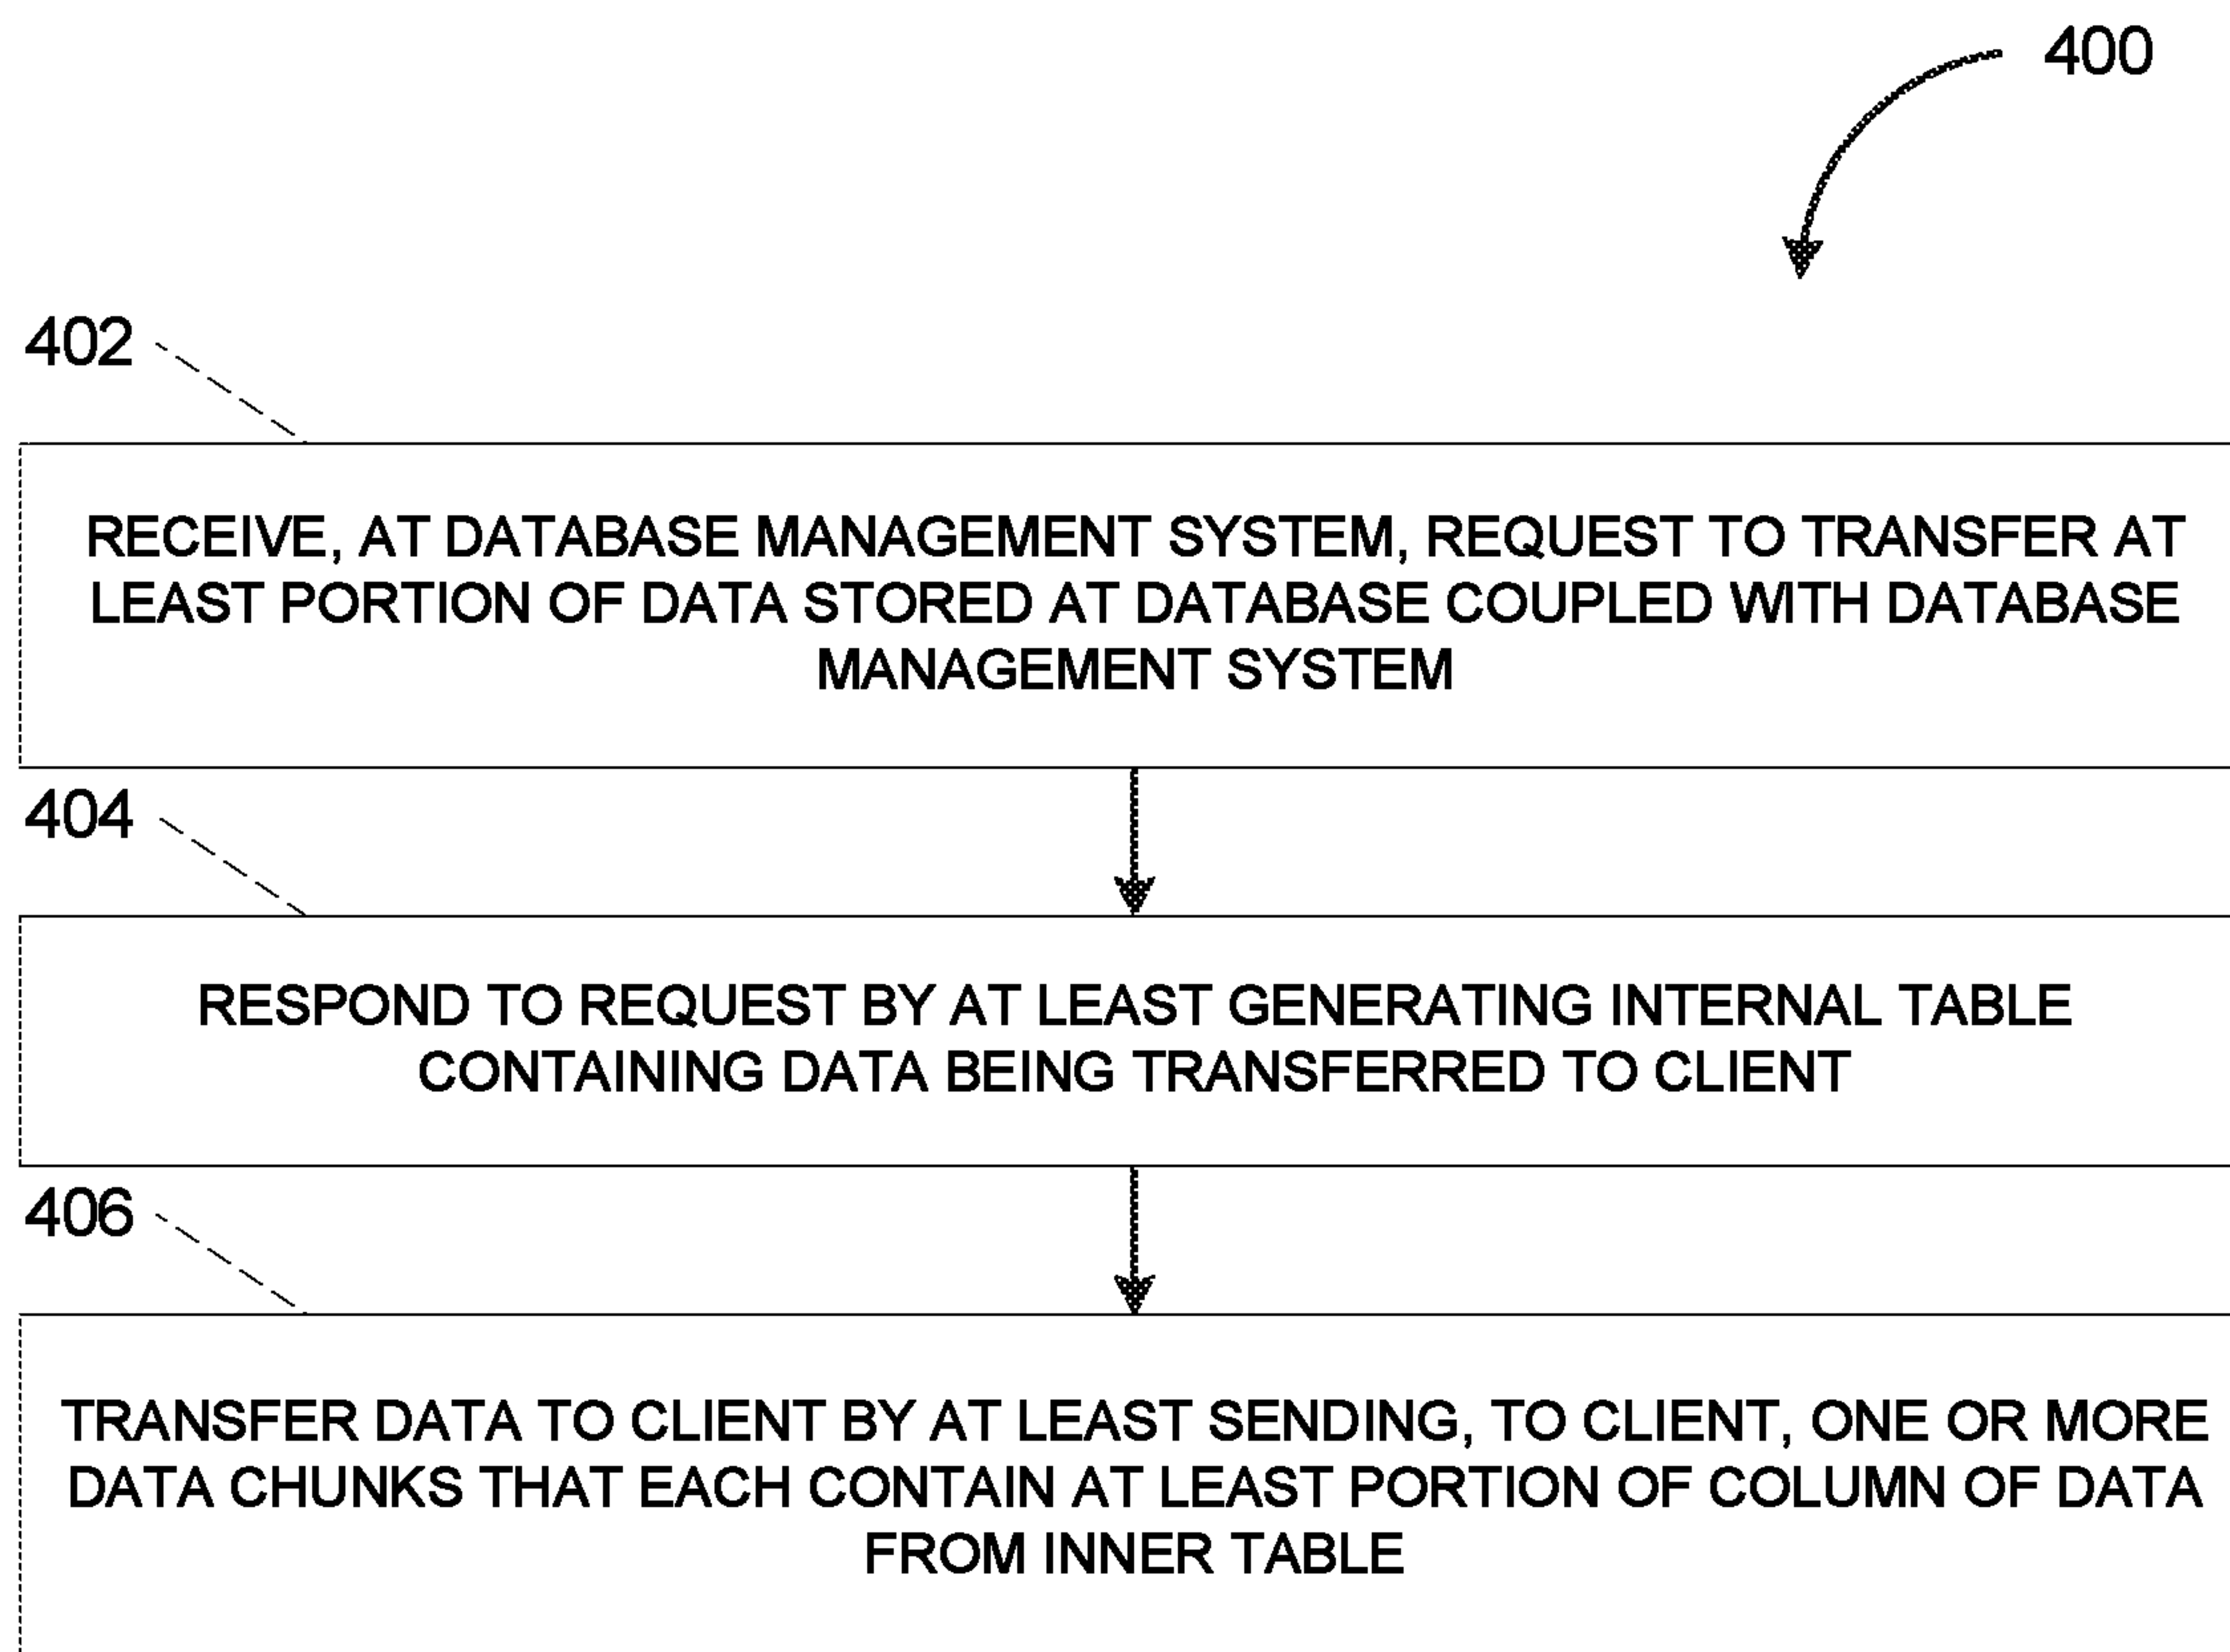 400
402
RECEIVE, AT DATABASE MANAGEMENT SYSTEM, REQUEST TO TRANSFER AT
LEAST PORTION OF DATA STORED AT DATABASE COUPLED WITH DATABASE
MANAGEMENT SYSTEM
404
RESPOND TO REQUEST BY AT LEAST GENERATING INTERNAL TABLE
CONTAINING DATA BEING TRANSFERRED TO CLIENT
406
TRANSFER DATA TO CLIENT BY AT LEAST SENDING, TO CLIENT, ONE OR MORE
DATA CHUNKS THAT EACH CONTAIN AT LEAST PORTION OF COLUMN OF DATA
FROM INNER TABLE